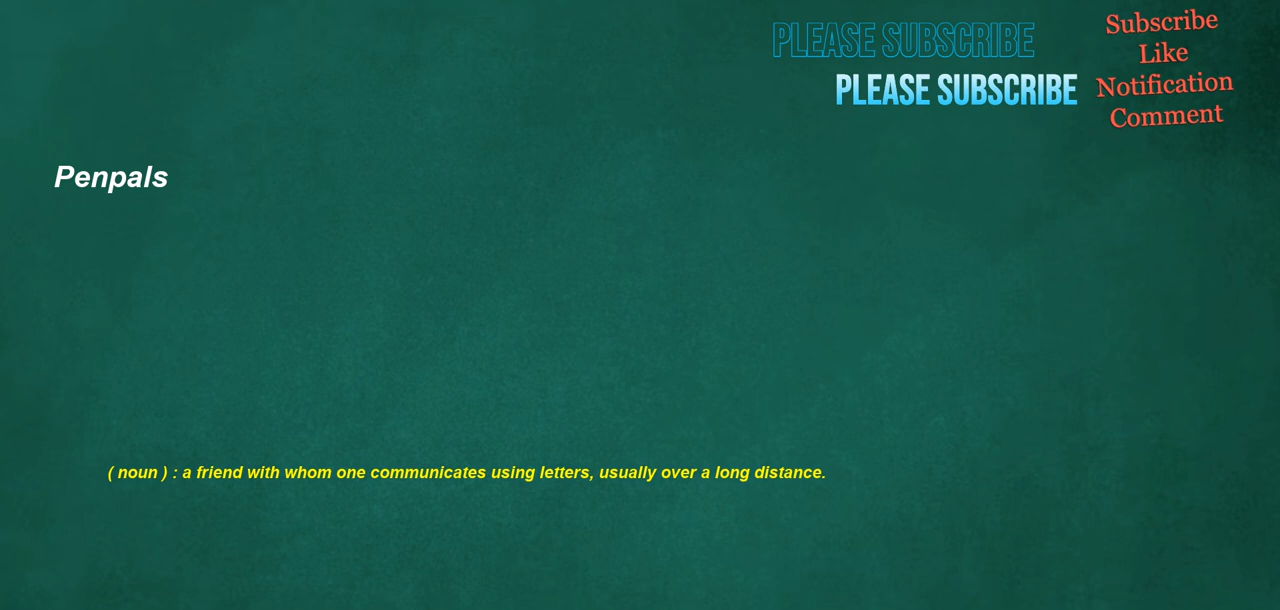 PLEASE SUBSCRIBE
PLEASE SUBSCRIBE
Subscribe
Like
Notification
Comment
Penpals
( noun ) : a friend with whom one communicates using letters, usually over a long distance.